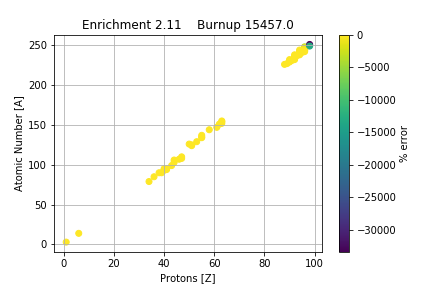 Enrichment 2.11    Burnup 15457.0
250
200
150
100
50
0
Atomic Number [A]
0 20 40 60 80 100
Protons [Z]
0
−5000
−10000
−15000
−20000
−25000
−30000
% error